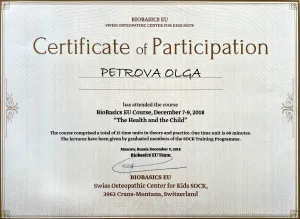 BIOBASICS EU
SWISS OSTEOPATHIC CENTER FOR KIDS SOCK
Certificate of Participation
PETROVA OLGA
has attended the course
BioBasics EU Course, December 7-9, 2018
"The Health and the Child"
The course comprised a total of 21 time units in theory and practice. One time unit is 60 minutes.
The lectures have been given by graduated members of the SOCK Training Programme.
Moscow, Russia December 9, 2018
Biobasics EU Team
BIOBASICS EU
Swiss Osteopathic Center for Kids SOCK,
3963 Crans-Montana, Switzerland